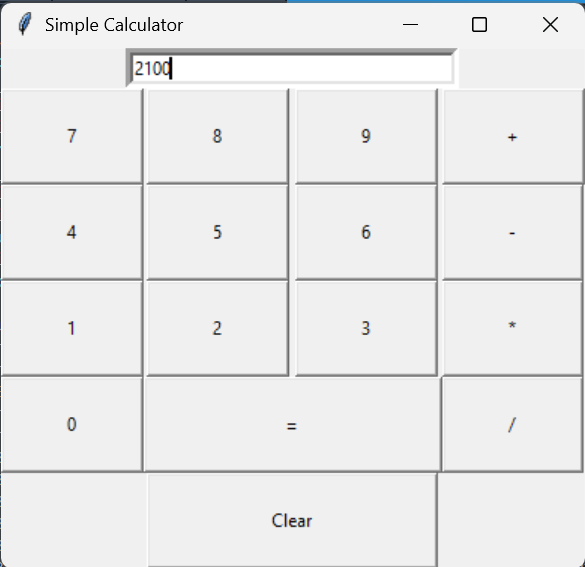 Simple Calculator
2100
7 8 9 +
4 5 6 -
1 2 3 *
0 = /
Clear